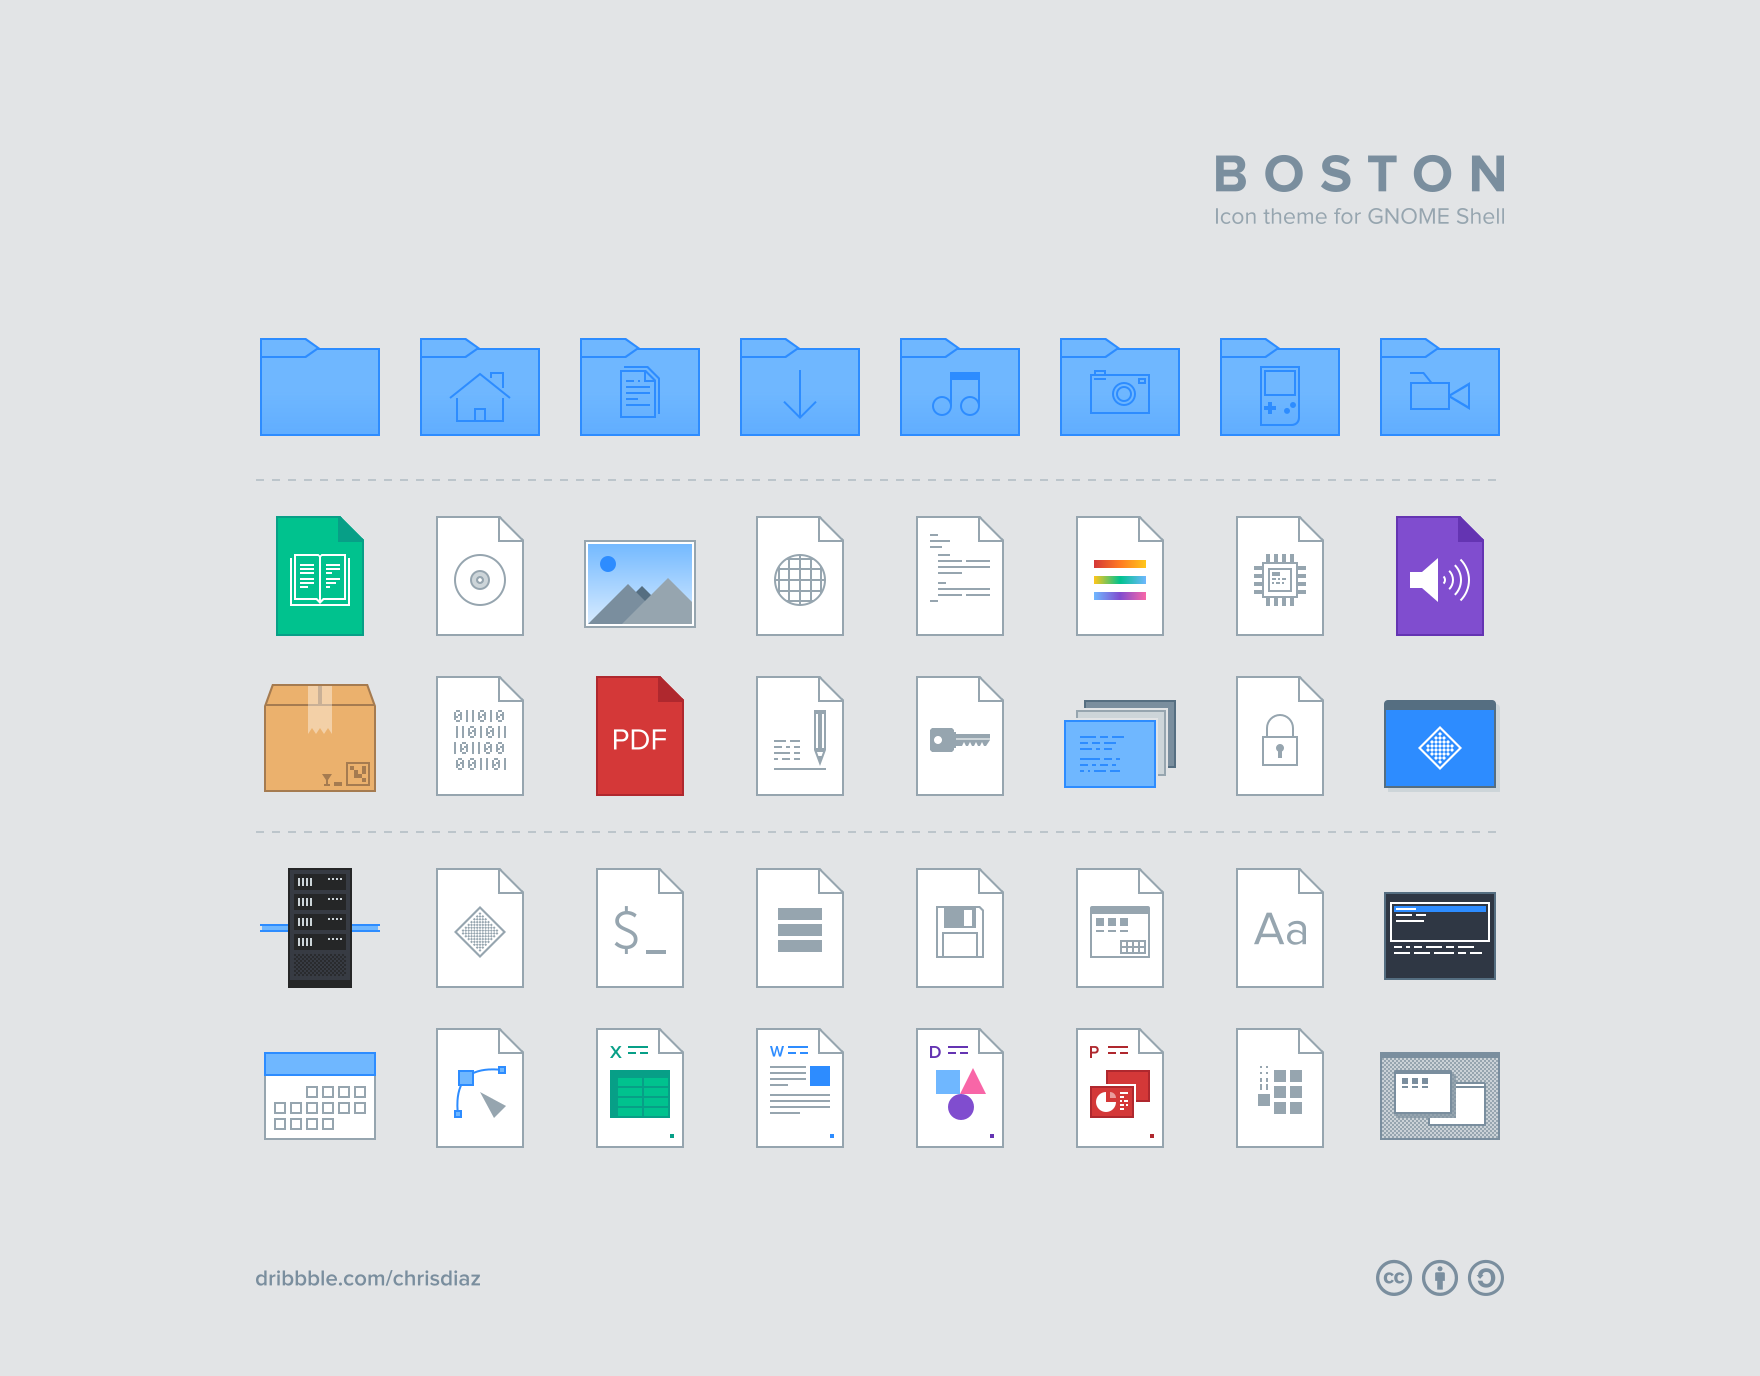 BOSTON
Icon theme for GNOME Shell
011010
110101
101100
001101
PDF
$_
Aa
X
W
D
P
dribbble.com/chrisdiaz
cc